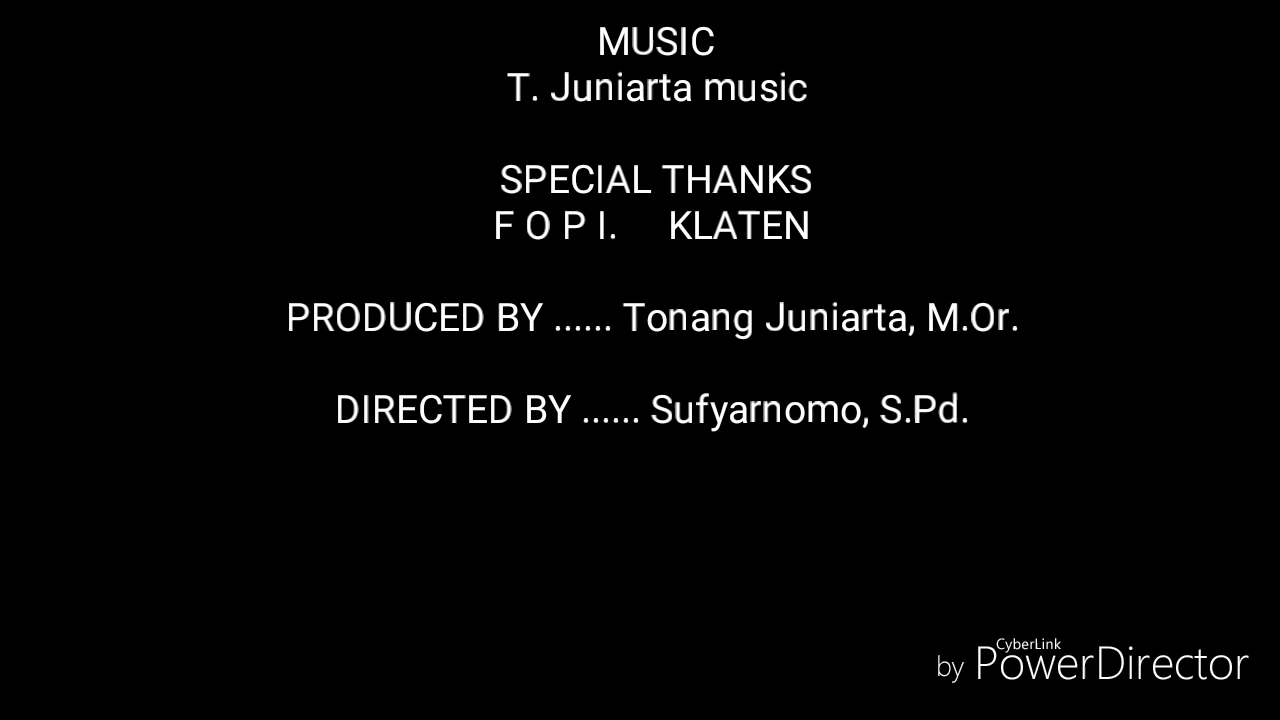 MUSIC
T. Juniarta music
SPECIAL THANKS
F O P I. KLATEN
PRODUCED BY ...... Tonang Juniarta, M.Or.
DIRECTED BY ...... Sufyarnomo, S.Pd.
by CyberLink PowerDirector